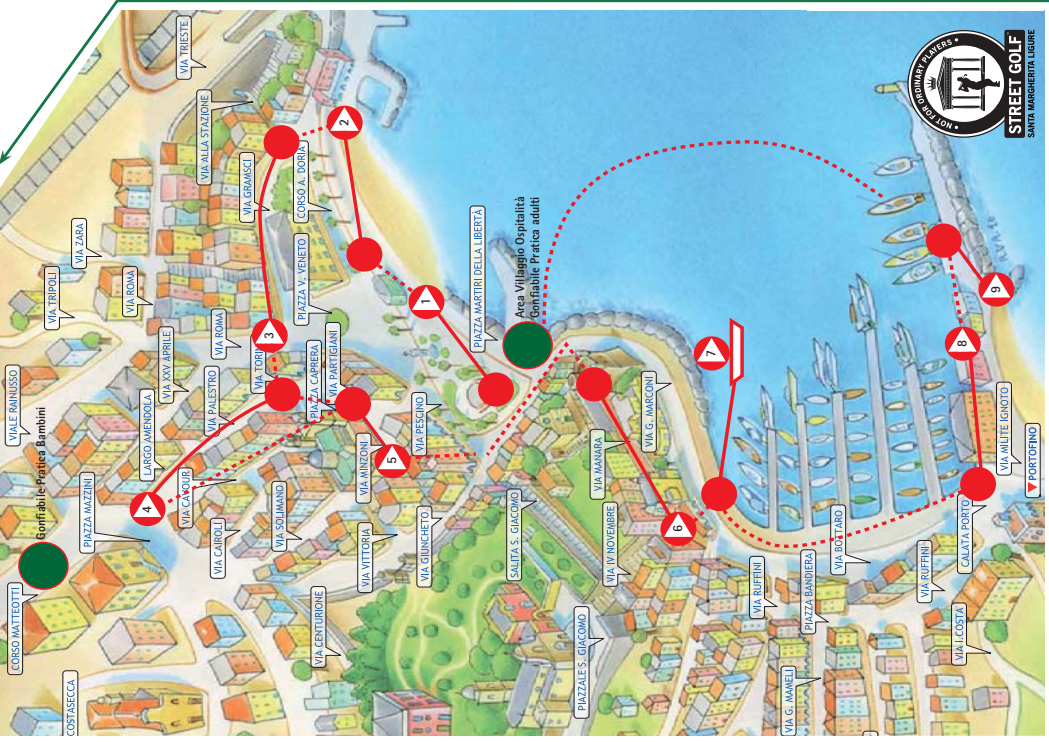 • NOT FOR ORDINARY PLAYERS •
STREET GOLF
SANTA MARGHERITA LIGURE
VIA TRIESTE
VIA ALLA STAZIONE
VIA GRAMSCI
CORSO A. DORIA
2
VIA ZARA
VIA TRIPOLI
VIA ROMA
PIAZZA V. VENETO
PIAZZA MARTIRI DELLA LIBERTÀ
Area Villaggio Ospitalità
Gonfiabile Pratica adulti
1
3
VIA ROMA
VIA XXV APRILE
VIA PALESTRO
PIAZZA CAPRERA
VIA PARTIGIANI
VIALE RAINUSSO
Gonfiabile Pratica Bambini
LARGO AMENDOLA
PIAZZA MAZZINI
4
VIA CAVOUR
VIA CAIROLI
VIA SOLIMANO
VIA MINZONI
5
VIA PESCINO
VIA VITTORIA
VIA GIUNCHETO
CORSO MATTEOTTI
VIA CENTURIONE
COSTASECCA
SALITA S. GIACOMO
PIAZZALE S. GIACOMO
VIA MANARA
VIA G. MARCONI
VIA IV NOVEMBRE
6
7
8
9
VIA RUFFINI
PIAZZA BANDIERA
VIA BOTTARO
VIA G. MAMELI
VIA RUFFINI
CALATA PORTO
VIA I.COSTA
VIA MILITE IGNOTO
PORTOFINO